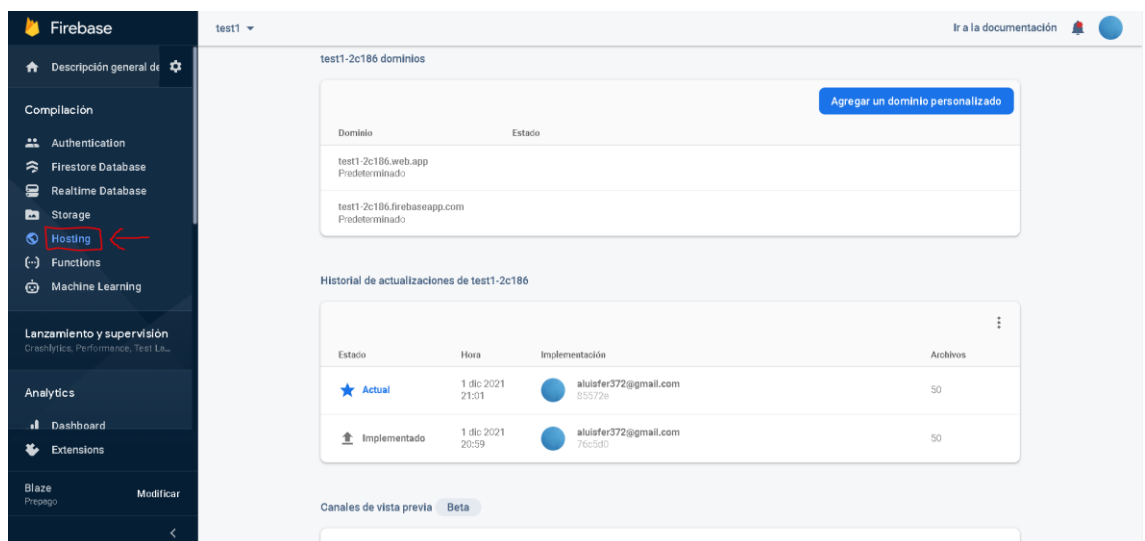 Firebase
test1
Ir a la documentación
Descripción general de
Compilación
Authentication
Firestore Database
Realtime Database
Storage
Hosting
Functions
Machine Learning
Lanzamiento y supervisión
Crashlytics, Performance, Test La...
Analytics
Dashboard
Extensions
Blaze
Prepago
Modificar
test1-2c186 dominios
Agregar un dominio personalizado
Dominio Estado
test1-2c186.web.app
Predeterminado
test1-2c186.firebaseapp.com
Predeterminado
Historial de actualizaciones de test1-2c186
Estado Hora Implementación Archivos
Actual 1 dic 2021 21:01 aluisfer372@gmail.com 85572e 50
Implementado 1 dic 2021 20:59 aluisfer372@gmail.com 76c5d0 50
Canales de vista previa Beta